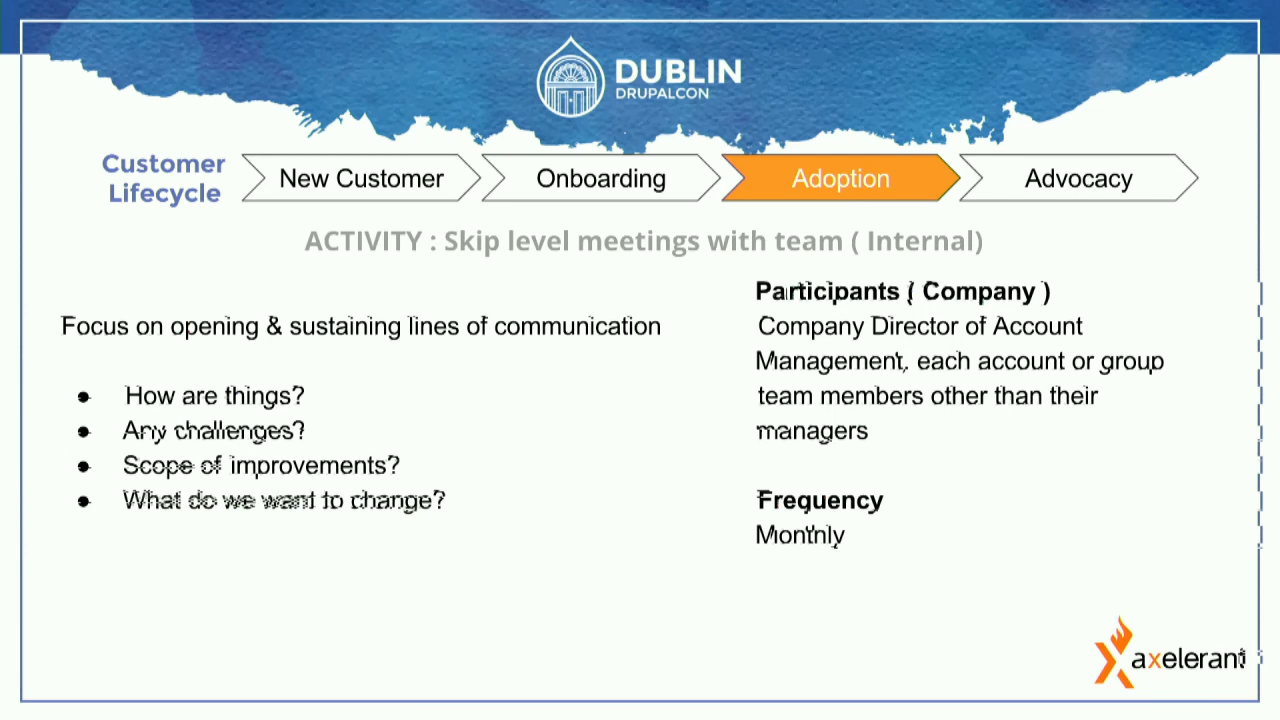 DUBLIN
DRUPALCON
Customer
Lifecycle
New Customer
Onboarding
Adoption
Advocacy
ACTIVITY : Skip level meetings with team ( Internal)
Focus on opening & sustaining lines of communication
● How are things?
● Any challenges?
● Scope of improvements?
● What do we want to change?
Participants ( Company )
Company Director of Account
Management, each account or group
team members other than their
managers
Frequency
Monthly
axelerant